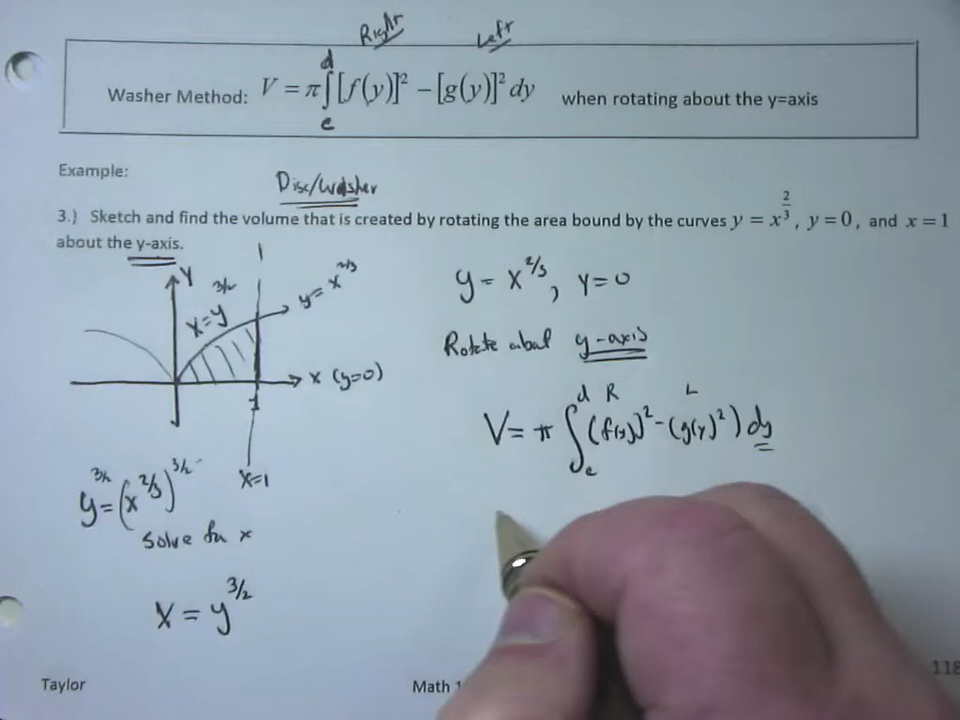 Right Left
d
Washer Method: V = π∫[f(y)]² − [g(y)]² dy when rotating about the y=axis
c
Example:
Disc/Washer
3.) Sketch and find the volume that is created by rotating the area bound by the curves y = x^(2/3), y = 0, and x = 1
about the y-axis.
Y
x = y^(3/2)
y = x^(2/3)
x (y=0)
1
x=1
y^(3/2) = (x^(2/3))^(3/2)
Solve for x
x = y^(3/2)
y = x^(2/3), y=0
Rotate about y-axis
d R L
V = π ∫ (f(y))² − (g(y)²) dy
c
Taylor Math 1 118